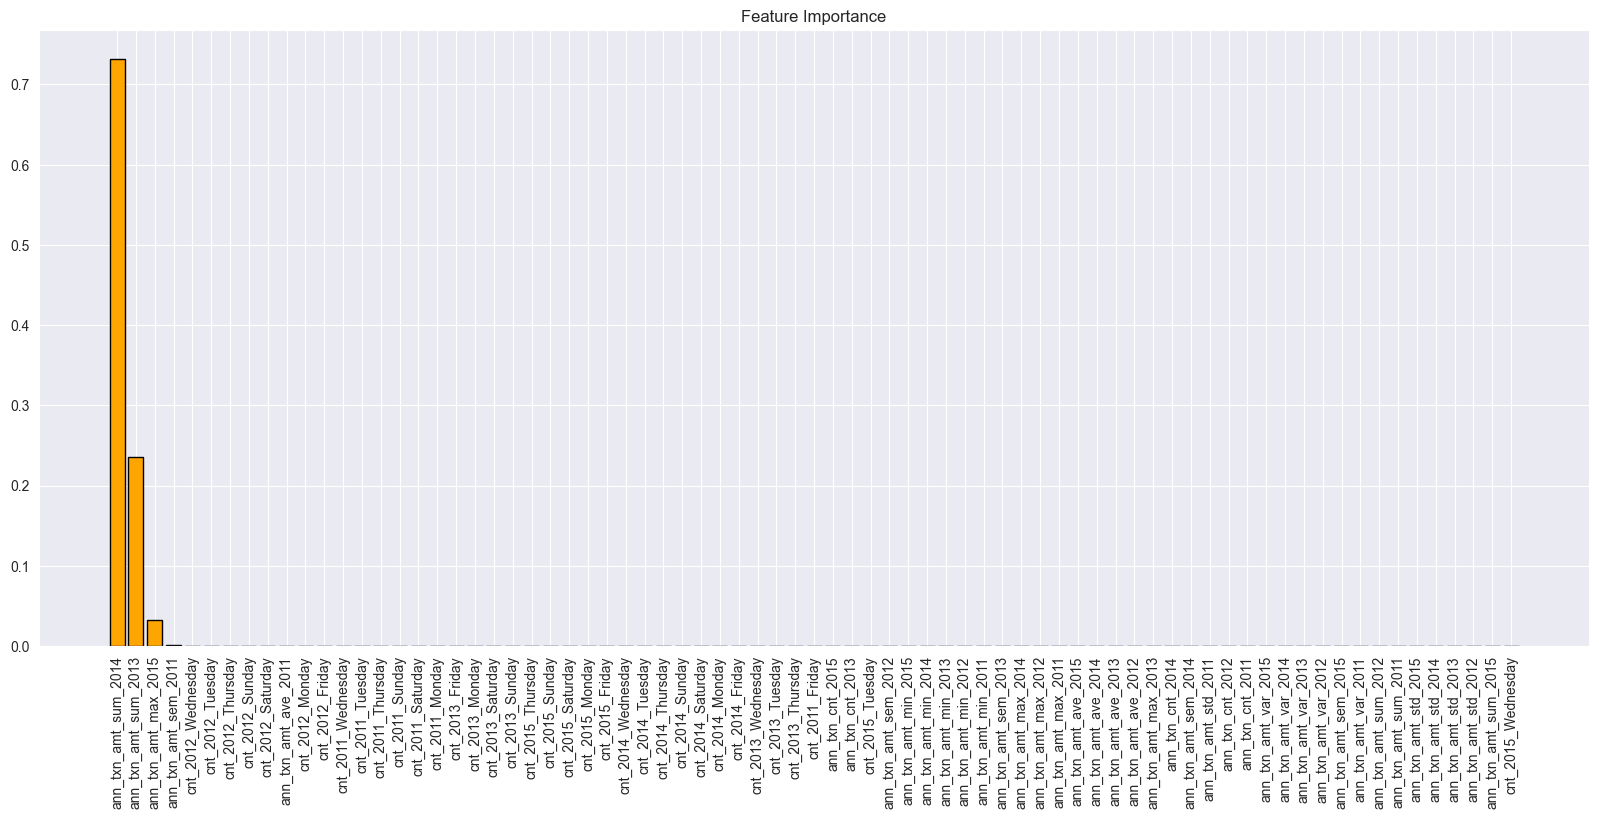 Feature Importance
0.7
0.6
0.5
0.4
0.3
0.2
0.1
0.0
ann_txn_amt_sum_2014
ann_txn_amt_sum_2013
ann_txn_amt_max_2015
ann_txn_amt_sem_2011
cnt_2012_Wednesday
cnt_2012_Tuesday
cnt_2012_Thursday
cnt_2012_Sunday
cnt_2012_Saturday
ann_txn_amt_ave_2011
cnt_2012_Monday
cnt_2012_Friday
cnt_2011_Wednesday
cnt_2011_Tuesday
cnt_2011_Thursday
cnt_2011_Sunday
cnt_2011_Saturday
cnt_2011_Monday
cnt_2013_Friday
cnt_2013_Monday
cnt_2013_Saturday
cnt_2013_Sunday
cnt_2015_Thursday
cnt_2015_Sunday
cnt_2015_Saturday
cnt_2015_Monday
cnt_2015_Friday
cnt_2014_Wednesday
cnt_2014_Tuesday
cnt_2014_Thursday
cnt_2014_Sunday
cnt_2014_Saturday
cnt_2014_Monday
cnt_2014_Friday
cnt_2013_Wednesday
cnt_2013_Tuesday
cnt_2013_Thursday
cnt_2011_Friday
ann_txn_cnt_2015
ann_txn_cnt_2013
cnt_2015_Tuesday
ann_txn_amt_sem_2012
ann_txn_amt_min_2015
ann_txn_amt_min_2014
ann_txn_amt_min_2013
ann_txn_amt_min_2012
ann_txn_amt_min_2011
ann_txn_amt_sem_2013
ann_txn_amt_max_2014
ann_txn_amt_max_2012
ann_txn_amt_max_2011
ann_txn_amt_ave_2015
ann_txn_amt_ave_2014
ann_txn_amt_ave_2013
ann_txn_amt_ave_2012
ann_txn_amt_max_2013
ann_txn_cnt_2014
ann_txn_amt_sem_2014
ann_txn_amt_std_2011
ann_txn_cnt_2012
ann_txn_cnt_2011
ann_txn_amt_var_2015
ann_txn_amt_var_2014
ann_txn_amt_var_2013
ann_txn_amt_var_2012
ann_txn_amt_sem_2015
ann_txn_amt_var_2011
ann_txn_amt_sum_2012
ann_txn_amt_sum_2011
ann_txn_amt_std_2015
ann_txn_amt_std_2014
ann_txn_amt_std_2013
ann_txn_amt_std_2012
ann_txn_amt_sum_2015
cnt_2015_Wednesday